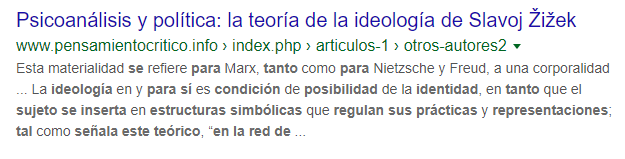 Psicoanálisis y política: la teoría de la ideología de Slavoj Žižek
www.pensamientocritico.info › index.php › articulos-1 › otros-autores2
Esta materialidad se refiere para Marx, tanto como para Nietzsche y Freud, a una corporalidad
... La ideología en y para sí es condición de posibilidad de la identidad, en tanto que el
sujeto se inserta en estructuras simbólicas que regulan sus prácticas y representaciones;
tal como señala este teórico, “en la red de ...